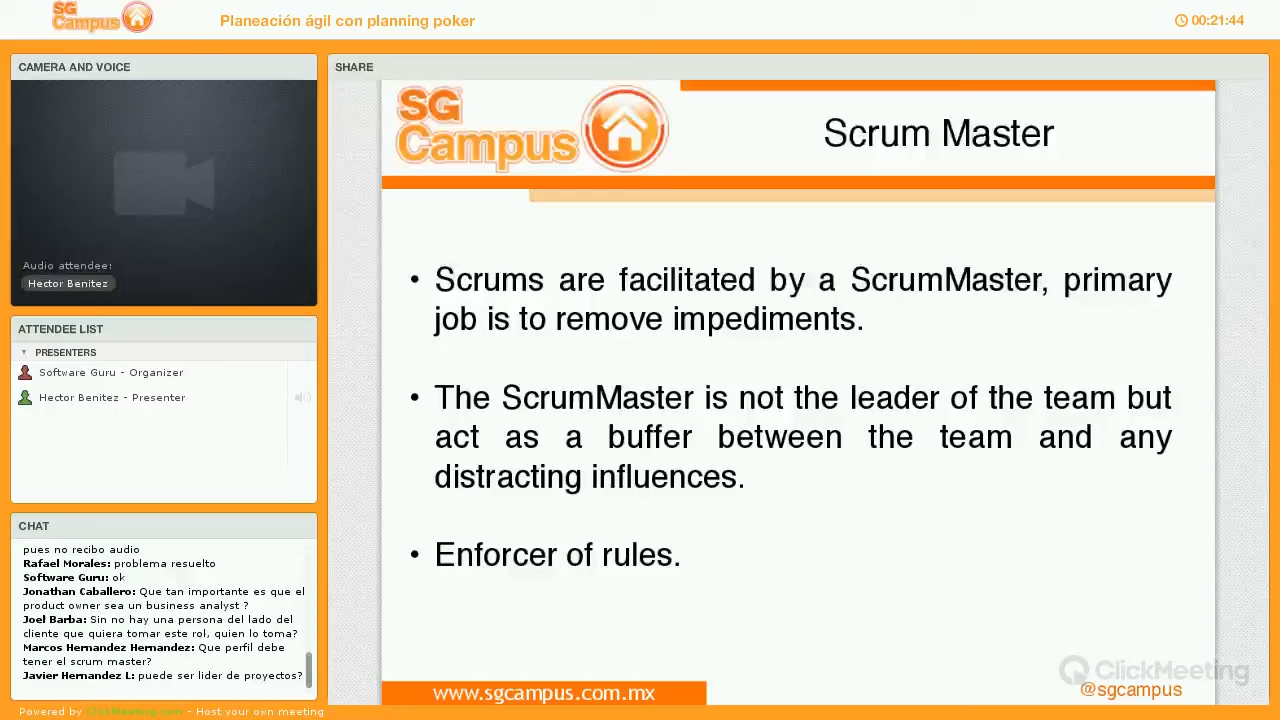 SG
Campus
Planeación ágil con planning poker
00:21:44
CAMERA AND VOICE
Audio attendee:
Hector Benitez
ATTENDEE LIST
PRESENTERS
Software Guru - Organizer
Hector Benitez - Presenter
CHAT
pues no recibo audio
Rafael Morales: problema resuelto
Software Guru: ok
Jonathan Caballero: Que tan importante es que el
product owner sea un business analyst ?
Joel Barba: Sin no hay una persona del lado del
cliente que quiera tomar este rol, quien lo toma?
Marcos Hernandez Hernandez: Que perfil debe
tener el scrum master?
Javier Hernandez L: puede ser lider de proyectos?
Powered by ClickMeeting.com - Host your own meeting
SHARE
SG
Campus
Scrum Master
• Scrums are facilitated by a ScrumMaster, primary
job is to remove impediments.
• The ScrumMaster is not the leader of the team but
act as a buffer between the team and any
distracting influences.
• Enforcer of rules.
www.sgcampus.com.mx
ClickMeeting
@sgcampus